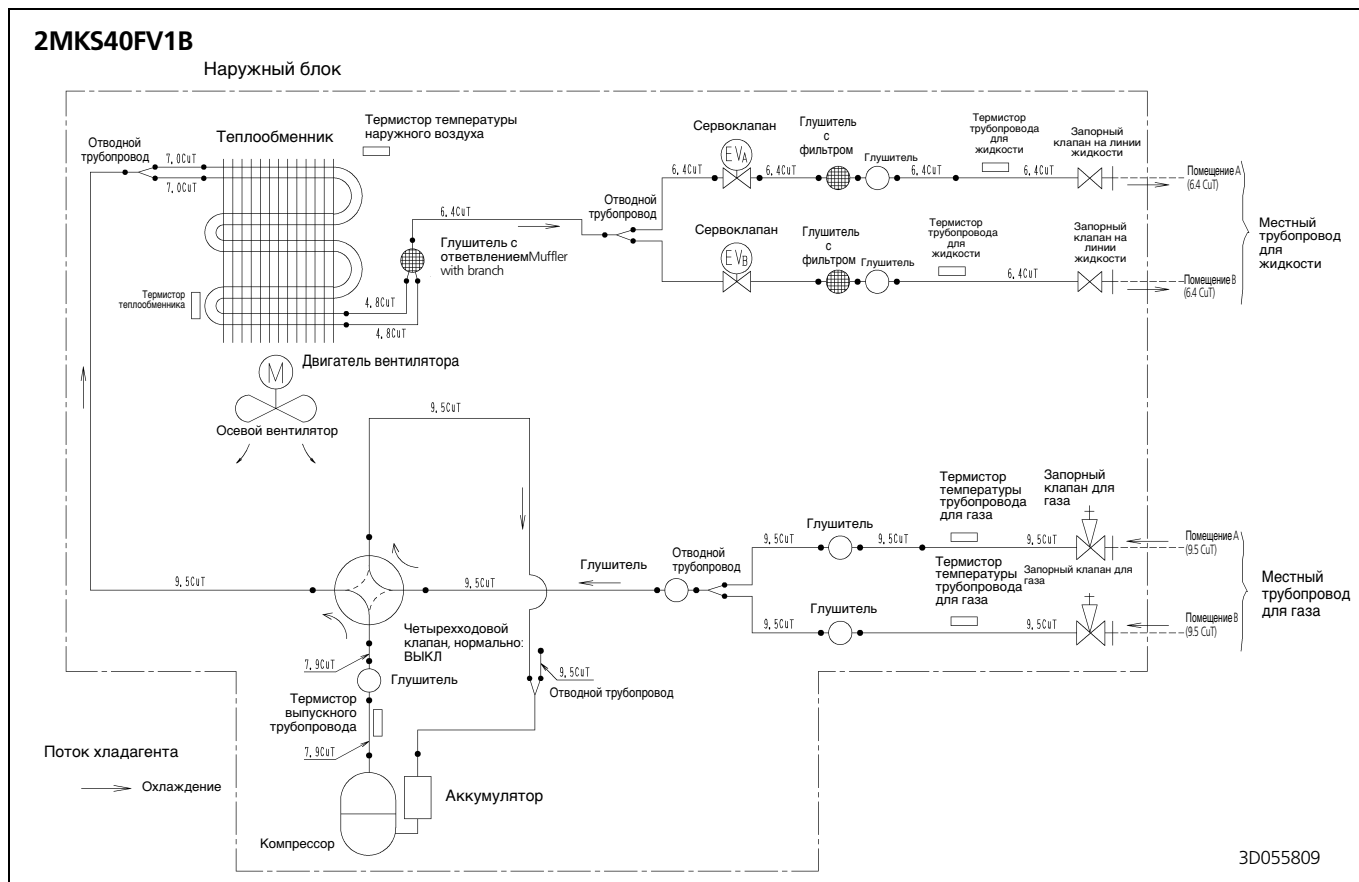 2MKS40FV1B
Наружный блок
Отводной
трубопровод
7.0CuT
7.0CuT
Теплообменник
Термистор температуры
наружного воздуха
Термистор
теплообменника
6.4CuT
Глушитель с
ответвлениемMuffler
with branch
4.8CuT
4.8CuT
Двигатель вентилятора
M
Осевой вентилятор
Отводной
трубопровод
Сервоклапан
EVA
6.4CuT
6.4CuT
Глушитель
с
фильтром
Глушитель
6.4CuT
Термистор
трубопровода
для
жидкости
6.4CuT
Запорный
клапан на линии
жидкости
Помещение A
(6.4 CuT)
Сервоклапан
EVB
Глушитель
с
фильтром
Глушитель
Термистор
трубопровода
для
жидкости
6.4CuT
Запорный
клапан на
линии
жидкости
Помещение B
(6.4 CuT)
Местный
трубопровод
для
жидкости
9.5CuT
9.5CuT
9.5CuT
Глушитель
Отводной
трубопровод
9.5CuT
Глушитель
9.5CuT
Термистор
температуры
трубопровода
для газа
9.5CuT
Запорный
клапан для
газа
Помещение A
(9.5 CuT)
9.5CuT
Глушитель
Термистор
температуры
трубопровода
для газа
9.5CuT
Запорный клапан для
газа
Помещение B
(9.5 CuT)
Местный
трубопровод
для газа
Четырехходовой
клапан, нормально:
ВЫКЛ
7.9CuT
Глушитель
9.5CuT
Отводной трубопровод
Термистор
выпускного
трубопровода
7.9CuT
Аккумулятор
Компрессор
Поток хладагента
Охлаждение
3D055809